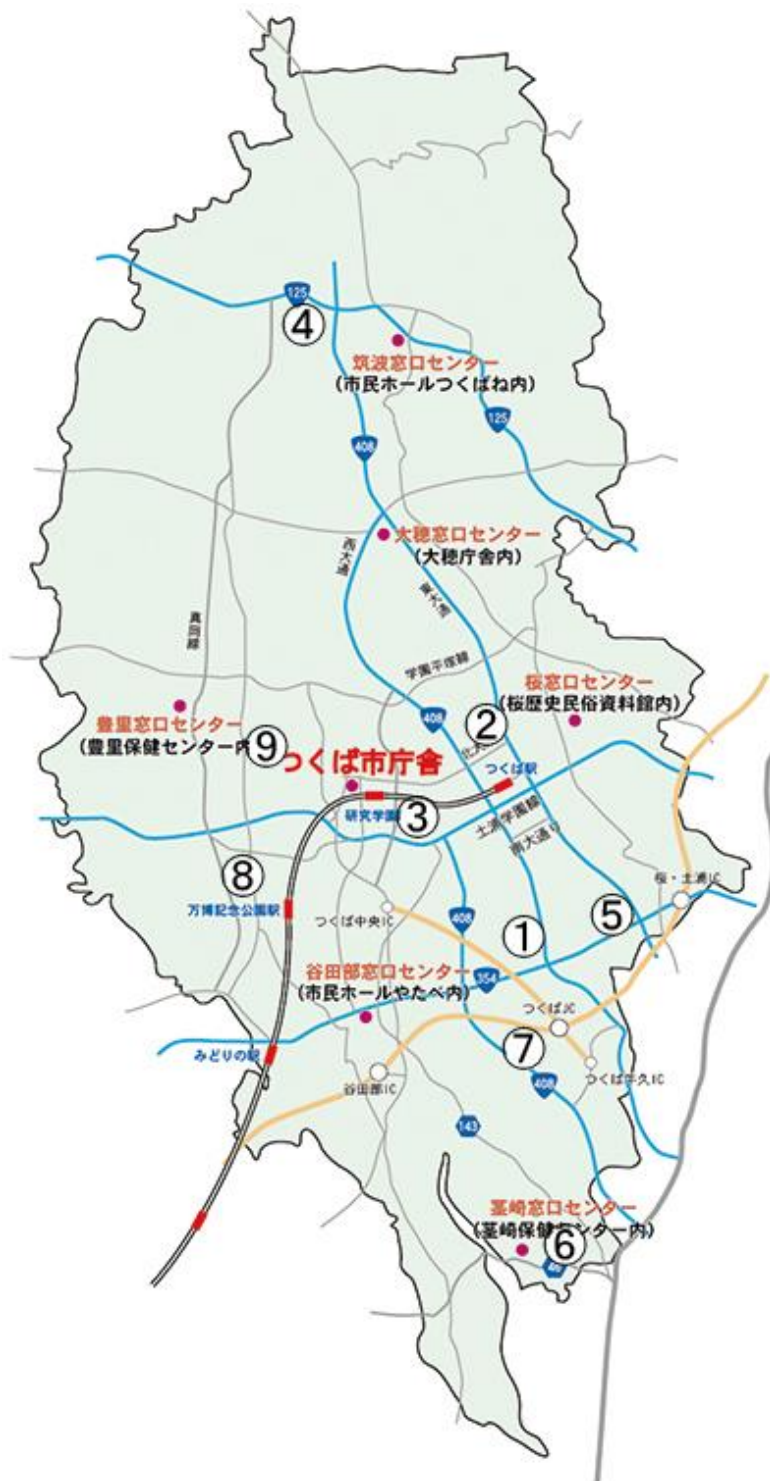 125
④
筑波窓口センター
(市民ホールつくばね内)
125
408
大穂窓口センター
(大穂庁舎内)
西大通
東大通
真岡線
学園平塚線
桜窓口センター
(桜歴史民俗資料館内)
408
②
豊里窓口センター
(豊里保健センター内
⑨
北大
つくば市庁舎
つくば駅
研究学園
③
土浦学園線
南大通り
⑧
万博記念公園駅
つくば中央IC
408
①
⑤
桜・土浦IC
谷田部窓口センター
(市民ホールやたべ内)
354
つくばJC
みどりの駅
⑦
谷田部IC
408
つくば牛久IC
143
茎崎窓口センター
(茎崎保健センター内)
⑥